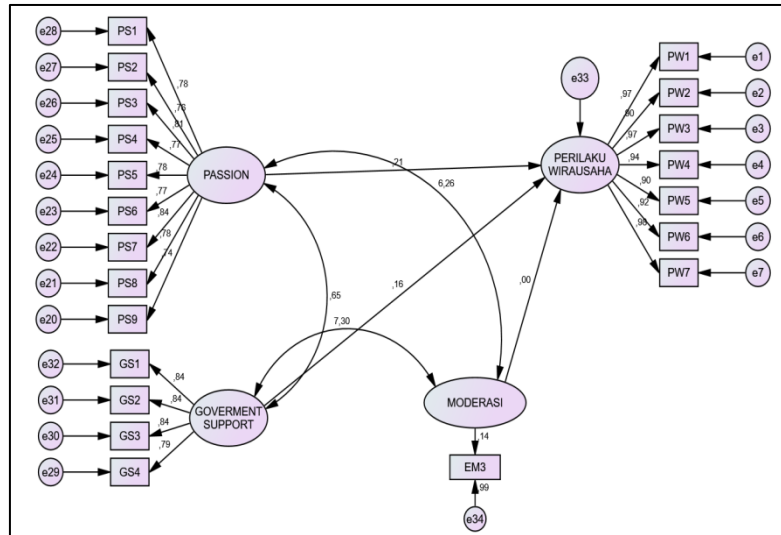 e28
PS1
e27
PS2
e26
PS3
e25
PS4
e24
PS5
e23
PS6
e22
PS7
e21
PS8
e20
PS9
,78
,81
,77
,78
,77
,84
,78
,74
PASSION
e32
GS1
e31
GS2
e30
GS3
e29
GS4
,84
,84
,84
,79
GOVERMENT
SUPPORT
,65
7,30
,16
,21
6,26
,00
MODERASI
,14
EM3
,99
e34
e33
PERILAKU
WIRAUSAHA
,97
,90
,97
,94
,90
,92
PW1
e1
PW2
e2
PW3
e3
PW4
e4
PW5
e5
PW6
e6
PW7
e7